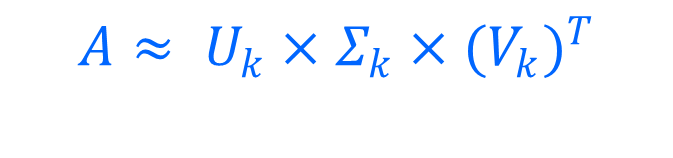 A ≈ U_k × Σ_k × (V_k)^T